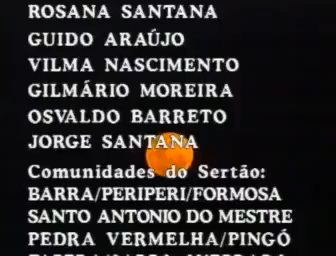 ROSANA SANTANA
GUIDO ARAÚJO
VILMA NASCIMENTO
GILMÁRIO MOREIRA
OSVALDO BARRETO
JORGE SANTANA
Comunidades do Sertão:
BARRA/PERIPERI/FORMOSA
SANTO ANTONIO DO MESTRE
PEDRA VERMELHA/PINGÓ